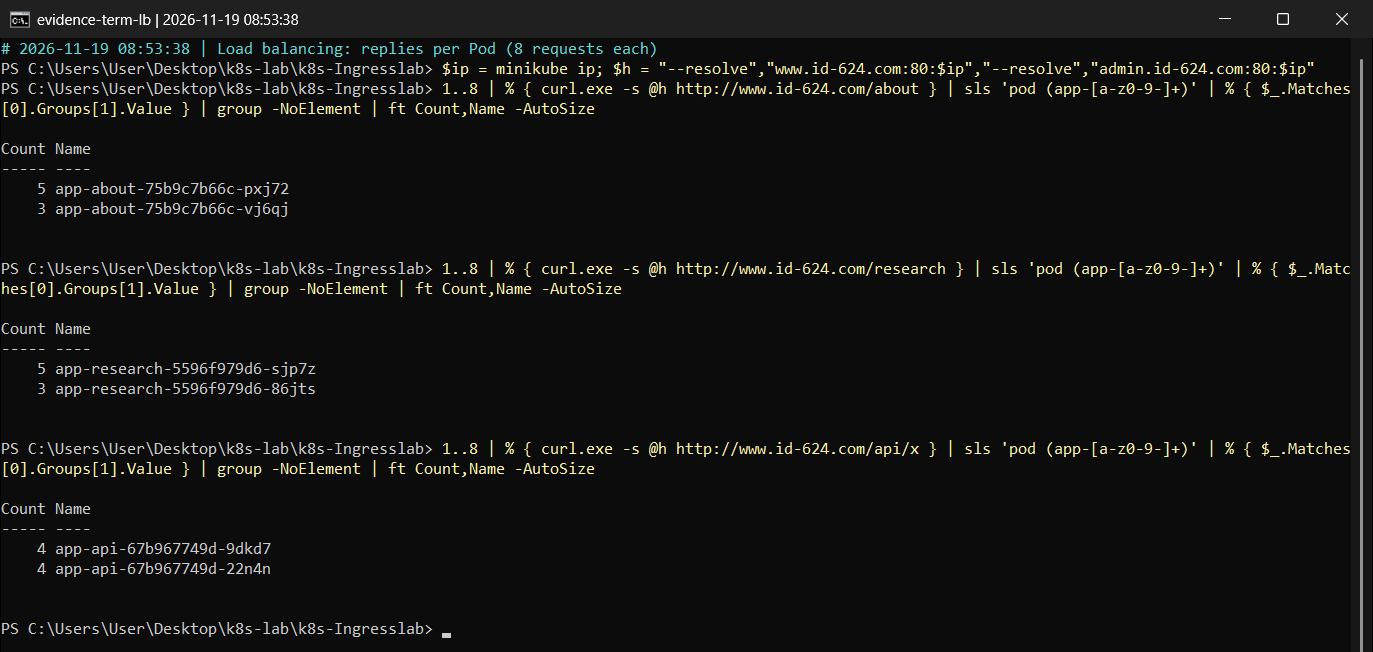 evidence-term-lb | 2026-11-19 08:53:38
# 2026-11-19 08:53:38 | Load balancing: replies per Pod (8 requests each)
PS C:\Users\User\Desktop\k8s-lab\k8s-Ingresslab> $ip = minikube ip; $h = "--resolve","www.id-624.com:80:$ip","--resolve","admin.id-624.com:80:$ip"
PS C:\Users\User\Desktop\k8s-lab\k8s-Ingresslab> 1..8 | % { curl.exe -s @h http://www.id-624.com/about } | sls 'pod (app-[a-z0-9-]+)' | % { $_.Matches
[0].Groups[1].Value } | group -NoElement | ft Count,Name -AutoSize
Count Name
----- ----
    5 app-about-75b9c7b66c-pxj72
    3 app-about-75b9c7b66c-vj6qj
PS C:\Users\User\Desktop\k8s-lab\k8s-Ingresslab> 1..8 | % { curl.exe -s @h http://www.id-624.com/research } | sls 'pod (app-[a-z0-9-]+)' | % { $_.Matc
hes[0].Groups[1].Value } | group -NoElement | ft Count,Name -AutoSize
Count Name
----- ----
    5 app-research-5596f979d6-sjp7z
    3 app-research-5596f979d6-86jts
PS C:\Users\User\Desktop\k8s-lab\k8s-Ingresslab> 1..8 | % { curl.exe -s @h http://www.id-624.com/api/x } | sls 'pod (app-[a-z0-9-]+)' | % { $_.Matches
[0].Groups[1].Value } | group -NoElement | ft Count,Name -AutoSize
Count Name
----- ----
    4 app-api-67b967749d-9dkd7
    4 app-api-67b967749d-22n4n
PS C:\Users\User\Desktop\k8s-lab\k8s-Ingresslab>